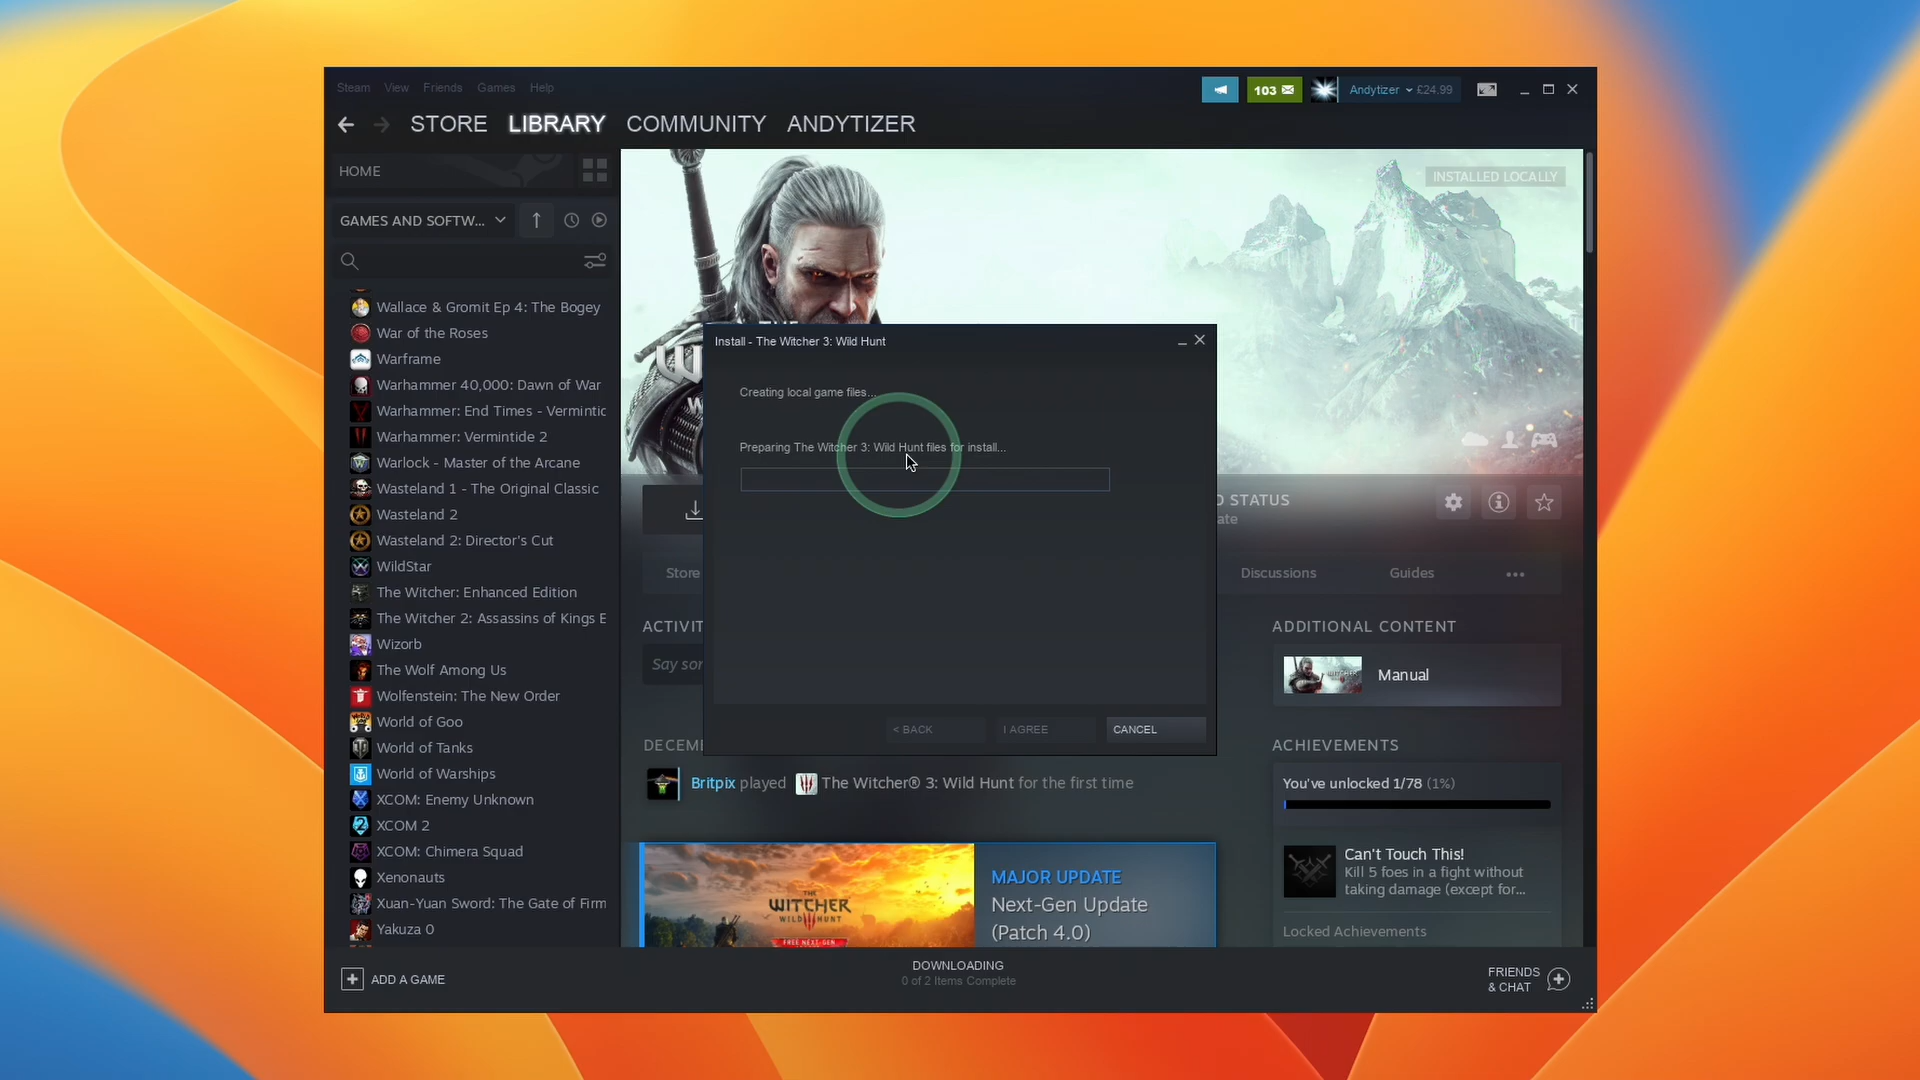 Steam View Friends Games Help
103
Andytizer £24.99
STORE LIBRARY COMMUNITY ANDYTIZER
HOME
INSTALLED LOCALLY
GAMES AND SOFTW...
Wallace & Gromit Ep 4: The Bogey
War of the Roses
Warframe
Warhammer 40,000: Dawn of War
Warhammer: End Times - Vermintic
Warhammer: Vermintide 2
Warlock - Master of the Arcane
Wasteland 1 - The Original Classic
Wasteland 2
Wasteland 2: Director's Cut
WildStar
The Witcher: Enhanced Edition
The Witcher 2: Assassins of Kings E
Wizorb
The Wolf Among Us
Wolfenstein: The New Order
World of Goo
World of Tanks
World of Warships
XCOM: Enemy Unknown
XCOM 2
XCOM: Chimera Squad
Xenonauts
Xuan-Yuan Sword: The Gate of Firm
Yakuza 0
Install - The Witcher 3: Wild Hunt
Creating local game files...
Preparing The Witcher 3: Wild Hunt files for install...
< BACK I AGREE CANCEL
D STATUS
ate
Store
Discussions Guides
ACTIVIT
Say sor
ADDITIONAL CONTENT
Manual
DECEM
Britpix played The Witcher® 3: Wild Hunt for the first time
ACHIEVEMENTS
You've unlocked 1/78 (1%)
Can't Touch This!
Kill 5 foes in a fight without
taking damage (except for...
Locked Achievements
THE
WITCHER
WILD HUNT
FREE NEXT-GEN
MAJOR UPDATE
Next-Gen Update
(Patch 4.0)
ADD A GAME
DOWNLOADING
0 of 2 Items Complete
FRIENDS
& CHAT